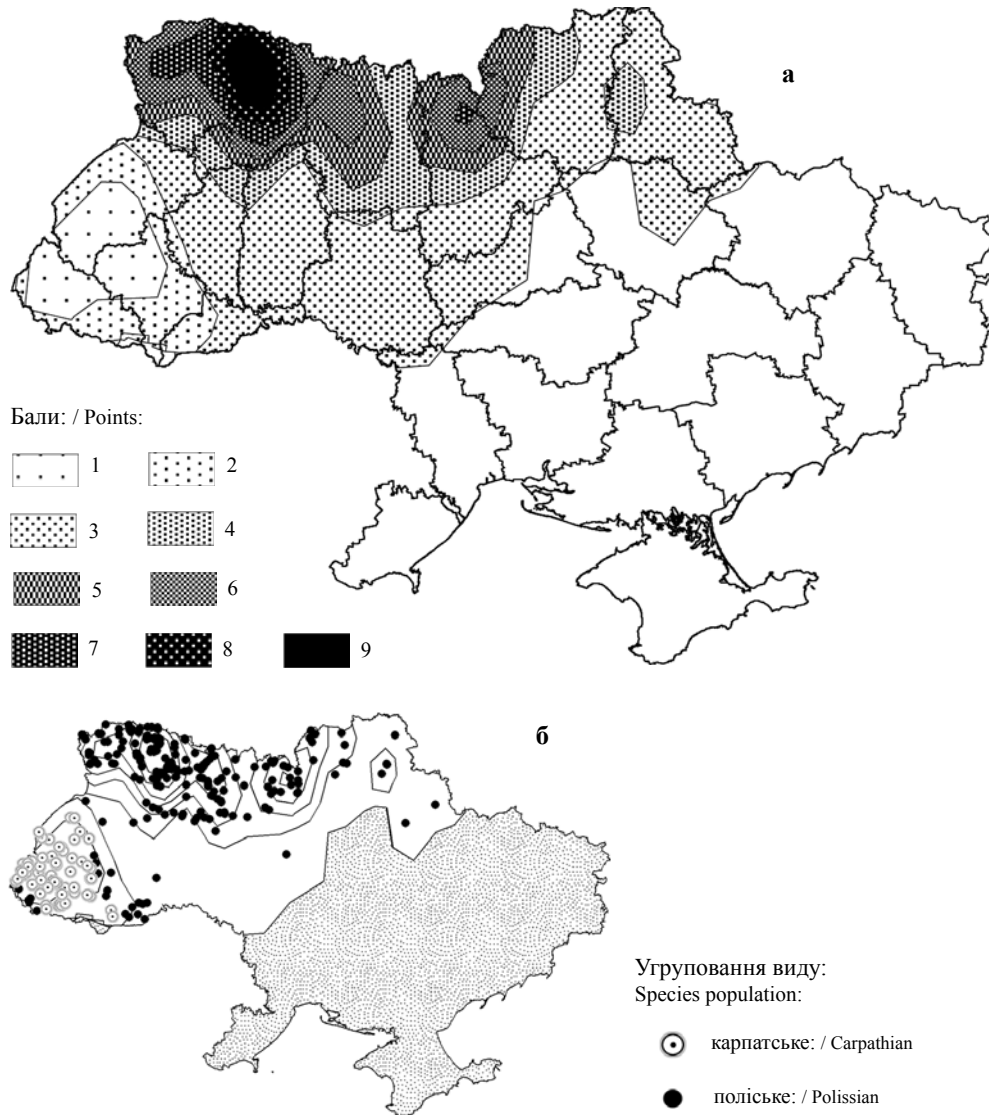 а
Бали: / Points:
1 2
3 4
5 6
7 8 9
б
Угруповання виду:
Species population:
карпатське: / Carpathian
поліське: / Polissian